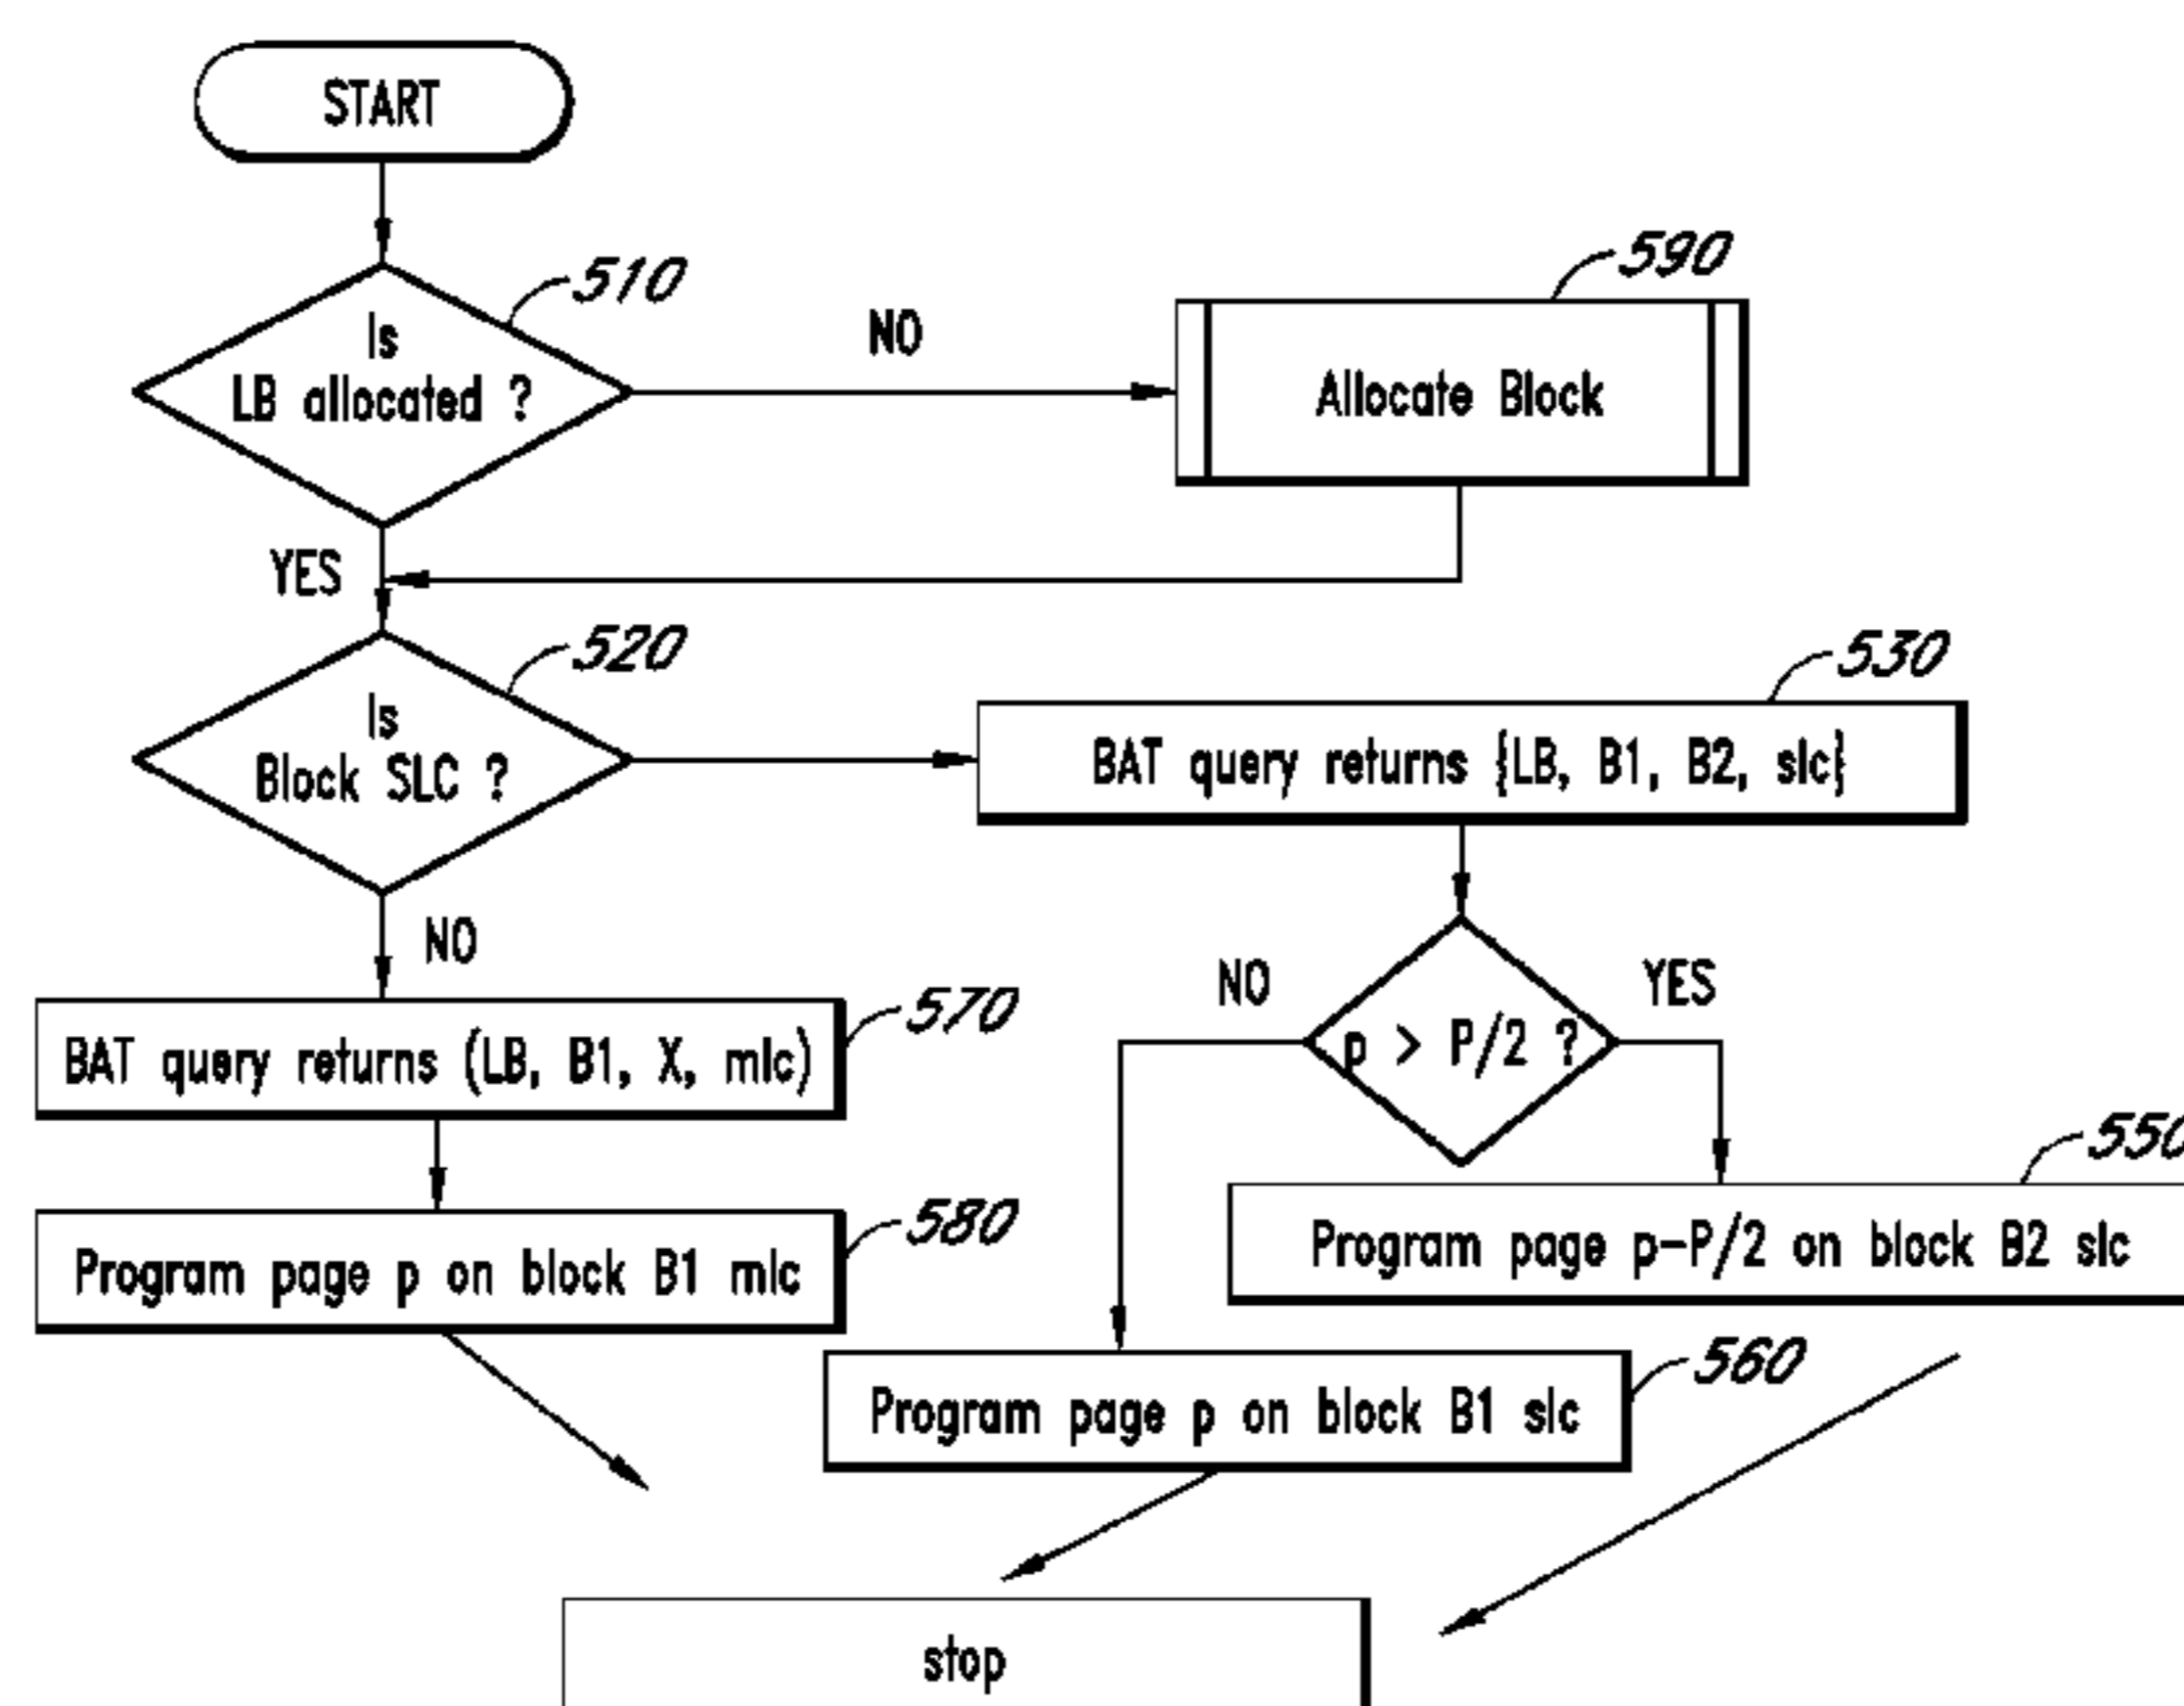 START
510
Is
LB allocated ?
NO
590
Allocate Block
YES
520
Is
Block SLC ?
530
BAT query returns {LB, B1, B2, slc}
NO
NO
YES
p > P/2 ?
570
BAT query returns (LB, B1, X, mlc)
550
Program page p-P/2 on block B2 slc
580
Program page p on block B1 mlc
560
Program page p on block B1 slc
stop